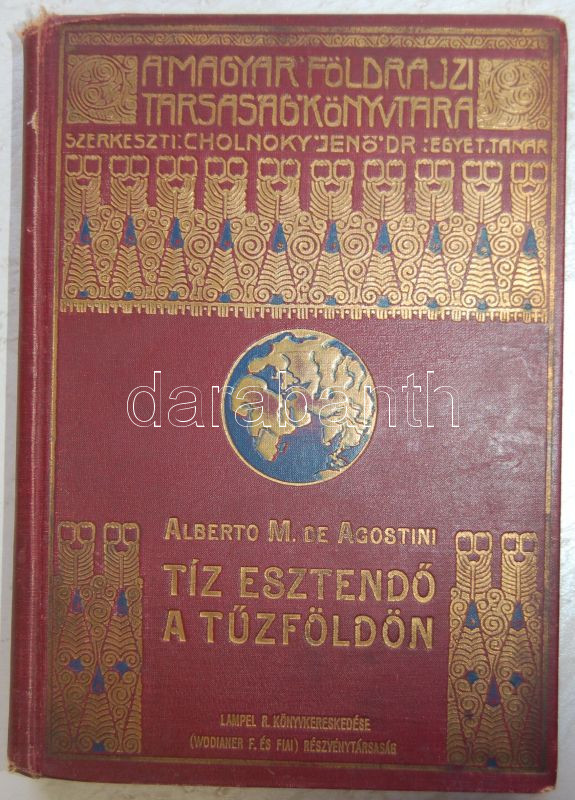 A MAGYAR FÖLDRAJZI
TÁRSASÁG KÖNYVTÁRA
SZERKESZTI: CHOLNOKY JENŐ DR. EGYET. TANÁR
darabanth
ALBERTO M. DE AGOSTINI
TÍZ ESZTENDŐ
A TŰZFÖLDÖN
LAMPEL R. KÖNYVKERESKEDÉSE
(WODIANER F. ÉS FIAI) RÉSZVÉNYTÁRSASÁG